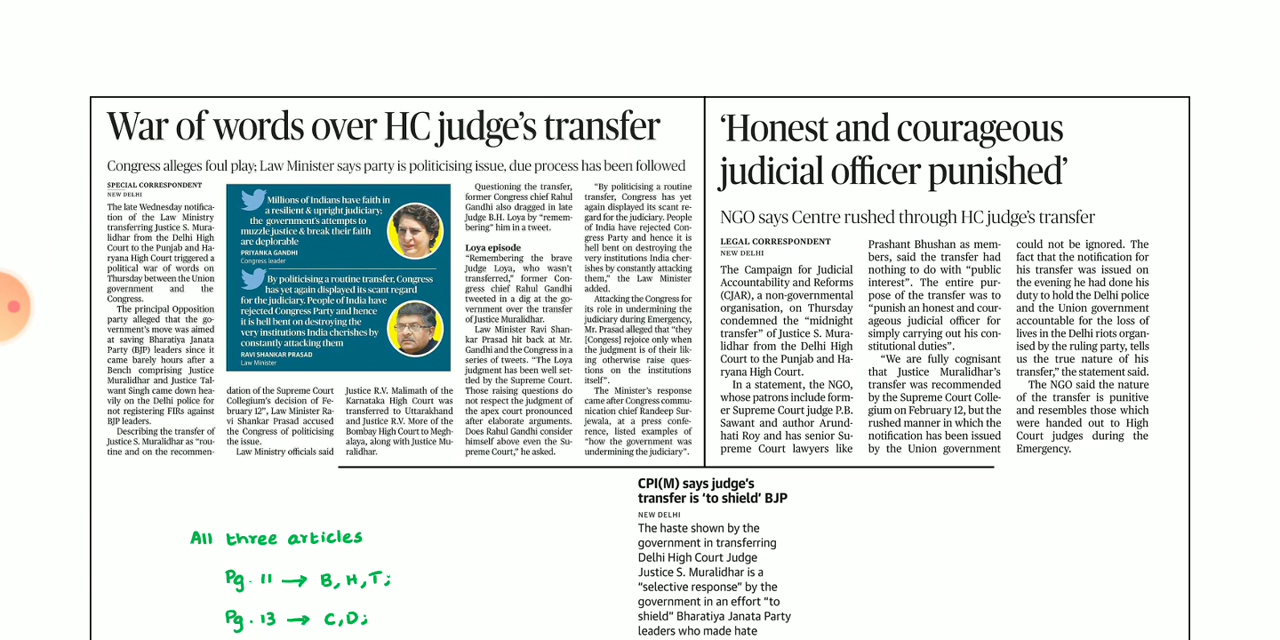 War of words over HC judge's transfer
Congress alleges foul play; Law Minister says party is politicising issue, due process has been followed
SPECIAL CORRESPONDENT
NEW DELHI
The late Wednesday notifica-
tion of the Law Ministry
transferring Justice S. Mura-
lidhar from the Delhi High
Court to the Punjab and Ha-
ryana High Court triggered a
political war of words on
Thursday between the Union
government and the
Congress.
The principal Opposition
party alleged that the go-
vernment's move was aimed
at saving Bharatiya Janata
Party (BJP) leaders since it
came barely hours after a
Bench comprising Justice
Muralidhar and Justice Tal-
want Singh came down hea-
vily on the Delhi police for
not registering FIRs against
BJP leaders.
Describing the transfer of
Justice S. Muralidhar as "rou-
tine and on the recommen-
Millions of Indians have faith in
a resilient & upright judiciary;
the government's attempts to
muzzle justice & break their faith
are deplorable
PRIYANKA GANDHI
Congress leader
By politicising a routine transfer, Congress
has yet again displayed its scant regard
for the judiciary. People of India have
rejected Congress Party and hence
it is hell bent on destroying the
very institutions India cherishes by
constantly attacking them
RAVI SHANKAR PRASAD
Law Minister
dation of the Supreme Court
Collegium's decision of Fe-
bruary 12", Law Minister Ra-
vi Shankar Prasad accused
the Congress of politicising
the issue.
Law Ministry officials said
Justice R.V. Malimath of the
Karnataka High Court was
transferred to Uttarakhand
and Justice R.V. More of the
Bombay High Court to Megh-
alaya, along with Justice Mu-
ralidhar.
Questioning the transfer,
former Congress chief Rahul
Gandhi also dragged in late
Judge B.H. Loya by "remem-
bering" him in a tweet.
Loya episode
"Remembering the brave
Judge Loya, who wasn't
transferred," former Con-
gress chief Rahul Gandhi
tweeted in a dig at the go-
vernment over the transfer
of Justice Muralidhar.
Law Minister Ravi Shan-
kar Prasad hit back at Mr.
Gandhi and the Congress in a
series of tweets. "The Loya
judgment has been well set-
tled by the Supreme Court.
Those raising questions do
not respect the judgment of
the apex court pronounced
after elaborate arguments.
Does Rahul Gandhi consider
himself above even the Su-
preme Court," he asked.
"By politicising a routine
transfer, Congress has yet
again displayed its scant re-
gard for the judiciary. People
of India have rejected Con-
gress Party and hence it is
hell bent on destroying the
very institutions India cher-
ishes by constantly attacking
them," the Law Minister
added.
Attacking the Congress for
its role in undermining the
judiciary during Emergency,
Mr. Prasad alleged that "they
[Congess] rejoice only when
the judgment is of their lik-
ing otherwise raise ques-
tions on the institutions
itself".
The Minister's response
came after Congress commu-
nication chief Randeep Sur-
jewala, at a press confe-
rence, listed examples of
"how the government was
undermining the judiciary".
'Honest and courageous
judicial officer punished'
NGO says Centre rushed through HC judge's transfer
LEGAL CORRESPONDENT
NEW DELHI
The Campaign for Judicial
Accountability and Reforms
(CJAR), a non-governmental
organisation, on Thursday
condemned the "midnight
transfer" of Justice S. Mura-
lidhar from the Delhi High
Court to the Punjab and Ha-
ryana High Court.
In a statement, the NGO,
whose patrons include form-
er Supreme Court judge P.B.
Sawant and author Arund-
hati Roy and has senior Su-
preme Court lawyers like
Prashant Bhushan as mem-
bers, said the transfer had
nothing to do with "public
interest". The entire pur-
pose of the transfer was to
"punish an honest and cour-
ageous judicial officer for
simply carrying out his con-
stitutional duties".
"We are fully cognisant
that Justice Muralidhar's
transfer was recommended
by the Supreme Court Colle-
gium on February 12, but the
rushed manner in which the
notification has been issued
by the Union government
could not be ignored. The
fact that the notification for
his transfer was issued on
the evening he had done his
duty to hold the Delhi police
and the Union government
accountable for the loss of
lives in the Delhi riots organ-
ised by the ruling party, tells
us the true nature of his
transfer," the statement said.
The NGO said the nature
of the transfer is punitive
and resembles those which
were handed out to High
Court judges during the
Emergency.
CPI(M) says judge's
transfer is 'to shield' BJP
NEW DELHI
The haste shown by the
government in transferring
Delhi High Court Judge
Justice S. Muralidhar is a
"selective response" by the
government in an effort "to
shield" Bharatiya Janata Party
leaders who made hate
All three articles
Pg. 11 → B, H, T;
Pg. 13 → C, D;